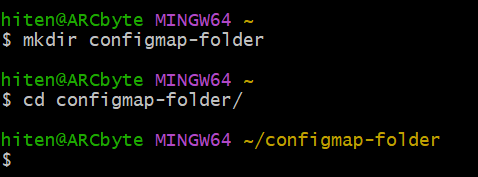 hiten@ARCbyte MINGW64 ~
$ mkdir configmap-folder
hiten@ARCbyte MINGW64 ~
$ cd configmap-folder/
hiten@ARCbyte MINGW64 ~/configmap-folder
$